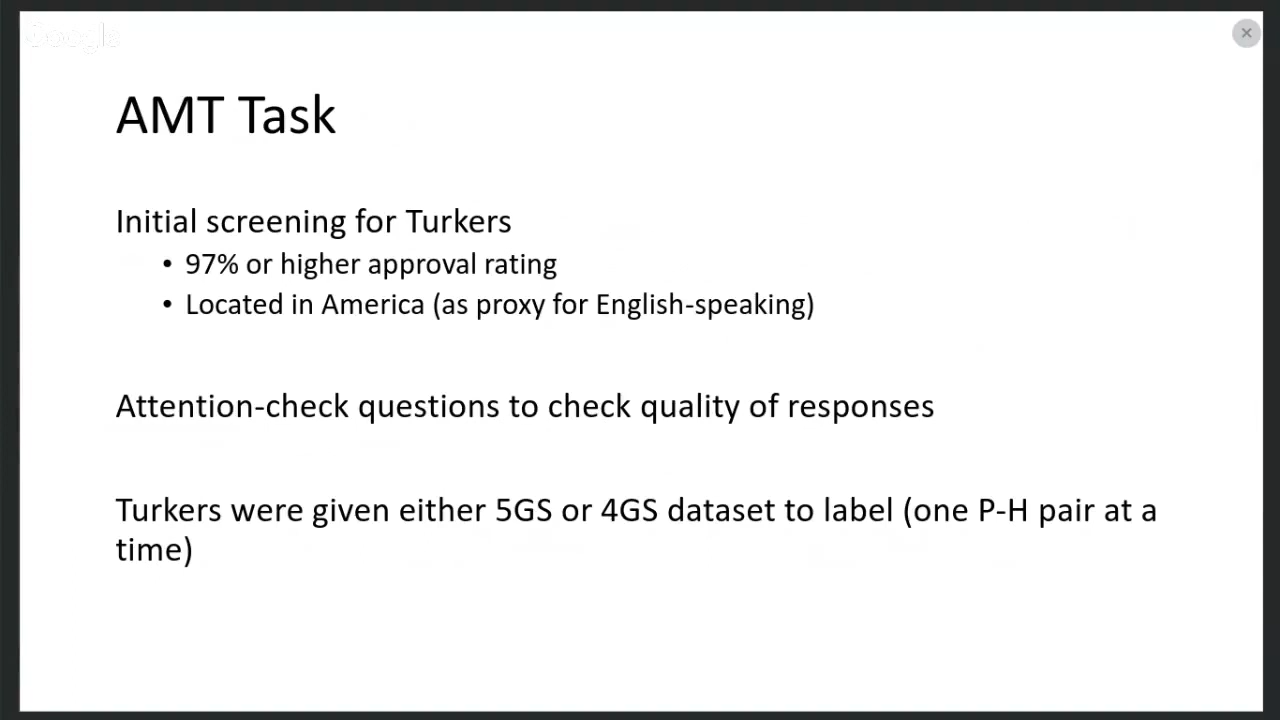 Google
AMT Task
Initial screening for Turkers
• 97% or higher approval rating
• Located in America (as proxy for English-speaking)
Attention-check questions to check quality of responses
Turkers were given either 5GS or 4GS dataset to label (one P-H pair at a
time)